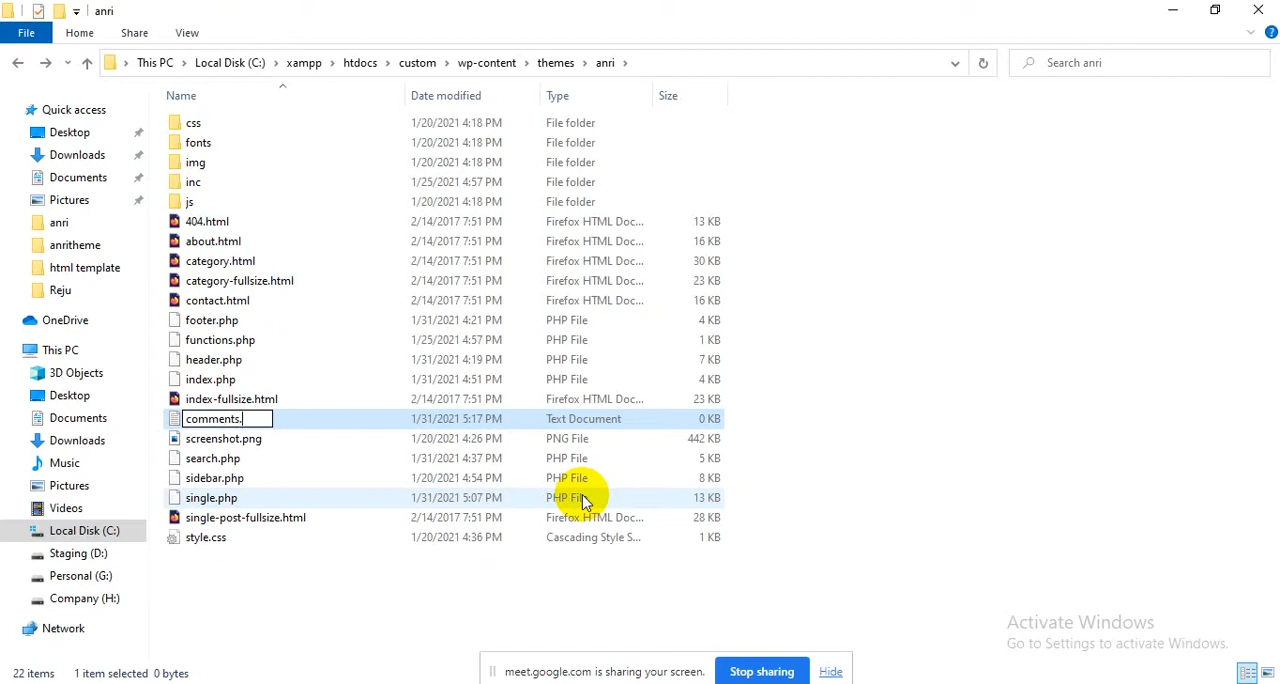 anri
File Home Share View
This PC Local Disk (C:) xampp htdocs custom wp-content themes anri
Search anri
Name Date modified Type Size
Quick access
Desktop
Downloads
Documents
Pictures
anri
anritheme
html template
Reju
OneDrive
This PC
3D Objects
Desktop
Documents
Downloads
Music
Pictures
Videos
Local Disk (C:)
Staging (D:)
Personal (G:)
Company (H:)
Network
css 1/20/2021 4:18 PM File folder
fonts 1/20/2021 4:18 PM File folder
img 1/20/2021 4:18 PM File folder
inc 1/25/2021 4:57 PM File folder
js 1/20/2021 4:18 PM File folder
404.html 2/14/2017 7:51 PM Firefox HTML Doc... 13 KB
about.html 2/14/2017 7:51 PM Firefox HTML Doc... 16 KB
category.html 2/14/2017 7:51 PM Firefox HTML Doc... 30 KB
category-fullsize.html 2/14/2017 7:51 PM Firefox HTML Doc... 23 KB
contact.html 2/14/2017 7:51 PM Firefox HTML Doc... 16 KB
footer.php 1/31/2021 4:21 PM PHP File 4 KB
functions.php 1/25/2021 4:57 PM PHP File 1 KB
header.php 1/31/2021 4:19 PM PHP File 7 KB
index.php 1/31/2021 4:51 PM PHP File 4 KB
index-fullsize.html 2/14/2017 7:51 PM Firefox HTML Doc... 23 KB
comments. 1/31/2021 5:17 PM Text Document 0 KB
screenshot.png 1/20/2021 4:26 PM PNG File 442 KB
search.php 1/31/2021 4:37 PM PHP File 5 KB
sidebar.php 1/20/2021 4:54 PM PHP File 8 KB
single.php 1/31/2021 5:07 PM PHP File 13 KB
single-post-fullsize.html 2/14/2017 7:51 PM Firefox HTML Doc... 28 KB
style.css 1/20/2021 4:36 PM Cascading Style S... 1 KB
Activate Windows
Go to Settings to activate Windows.
22 items 1 item selected 0 bytes
meet.google.com is sharing your screen. Stop sharing Hide